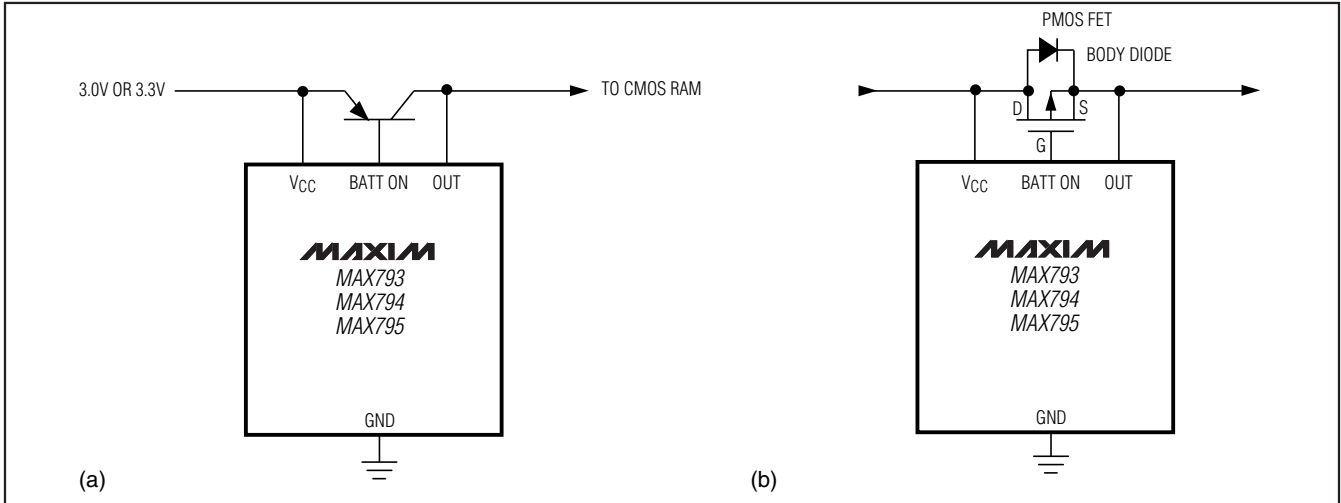 3.0V OR 3.3V
TO CMOS RAM
VCC BATT ON OUT
MAXIM
MAX793
MAX794
MAX795
GND
(a)
PMOS FET
BODY DIODE
D S
G
VCC BATT ON OUT
MAXIM
MAX793
MAX794
MAX795
GND
(b)